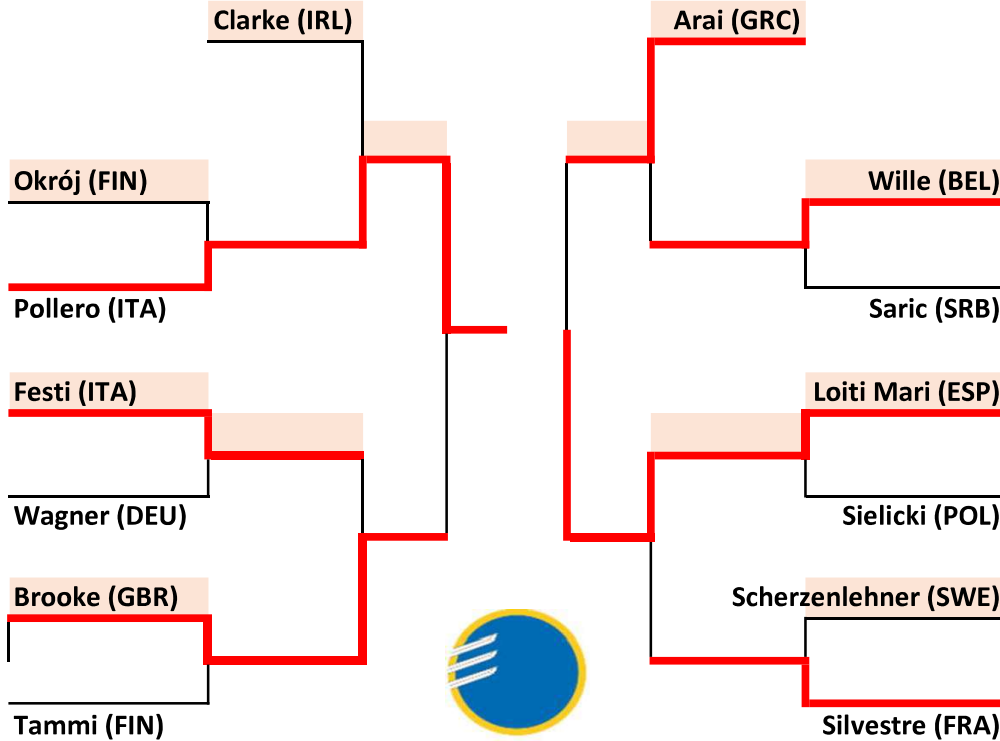 Clarke (IRL)
Arai (GRC)
Okrój (FIN)
Wille (BEL)
Pollero (ITA)
Saric (SRB)
Festi (ITA)
Loiti Mari (ESP)
Wagner (DEU)
Sielicki (POL)
Brooke (GBR)
Scherzenlehner (SWE)
Tammi (FIN)
Silvestre (FRA)